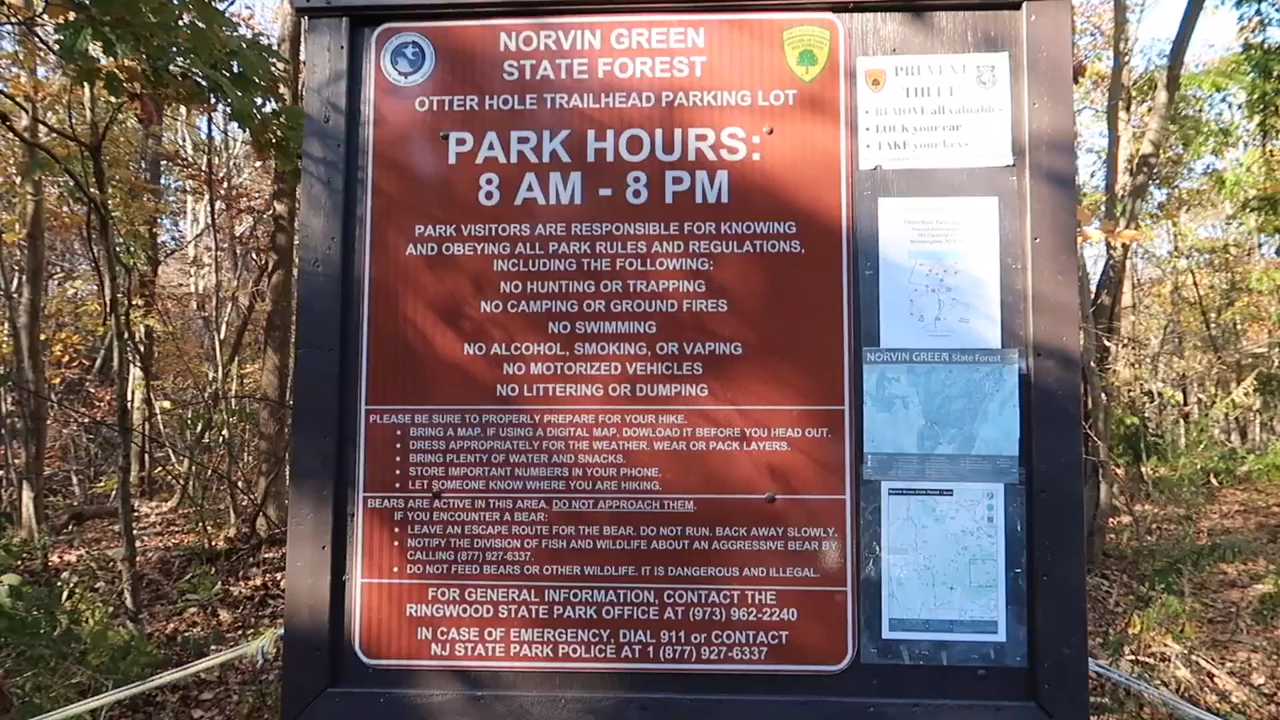 NORVIN GREEN
STATE FOREST
OTTER HOLE TRAILHEAD PARKING LOT
PARK HOURS:
8 AM - 8 PM
PARK VISITORS ARE RESPONSIBLE FOR KNOWING
AND OBEYING ALL PARK RULES AND REGULATIONS,
INCLUDING THE FOLLOWING:
NO HUNTING OR TRAPPING
NO CAMPING OR GROUND FIRES
NO SWIMMING
NO ALCOHOL, SMOKING, OR VAPING
NO MOTORIZED VEHICLES
NO LITTERING OR DUMPING
PLEASE BE SURE TO PROPERLY PREPARE FOR YOUR HIKE.
• BRING A MAP. IF USING A DIGITAL MAP, DOWLOAD IT BEFORE YOU HEAD OUT.
• DRESS APPROPRIATELY FOR THE WEATHER. WEAR OR PACK LAYERS.
• BRING PLENTY OF WATER AND SNACKS.
• STORE IMPORTANT NUMBERS IN YOUR PHONE.
• LET SOMEONE KNOW WHERE YOU ARE HIKING.
BEARS ARE ACTIVE IN THIS AREA. DO NOT APPROACH THEM.
IF YOU ENCOUNTER A BEAR:
• LEAVE AN ESCAPE ROUTE FOR THE BEAR. DO NOT RUN. BACK AWAY SLOWLY.
• NOTIFY THE DIVISION OF FISH AND WILDLIFE ABOUT AN AGGRESSIVE BEAR BY
CALLING (877) 927-6337.
• DO NOT FEED BEARS OR OTHER WILDLIFE. IT IS DANGEROUS AND ILLEGAL.
FOR GENERAL INFORMATION, CONTACT THE
RINGWOOD STATE PARK OFFICE AT (973) 962-2240
IN CASE OF EMERGENCY, DIAL 911 or CONTACT
NJ STATE PARK POLICE AT 1 (877) 927-6337
PREVENT
THEFT
• REMOVE all valuables
• LOCK your car
• TAKE your keys
NORVIN GREEN State Forest
Norvin Green State Forest